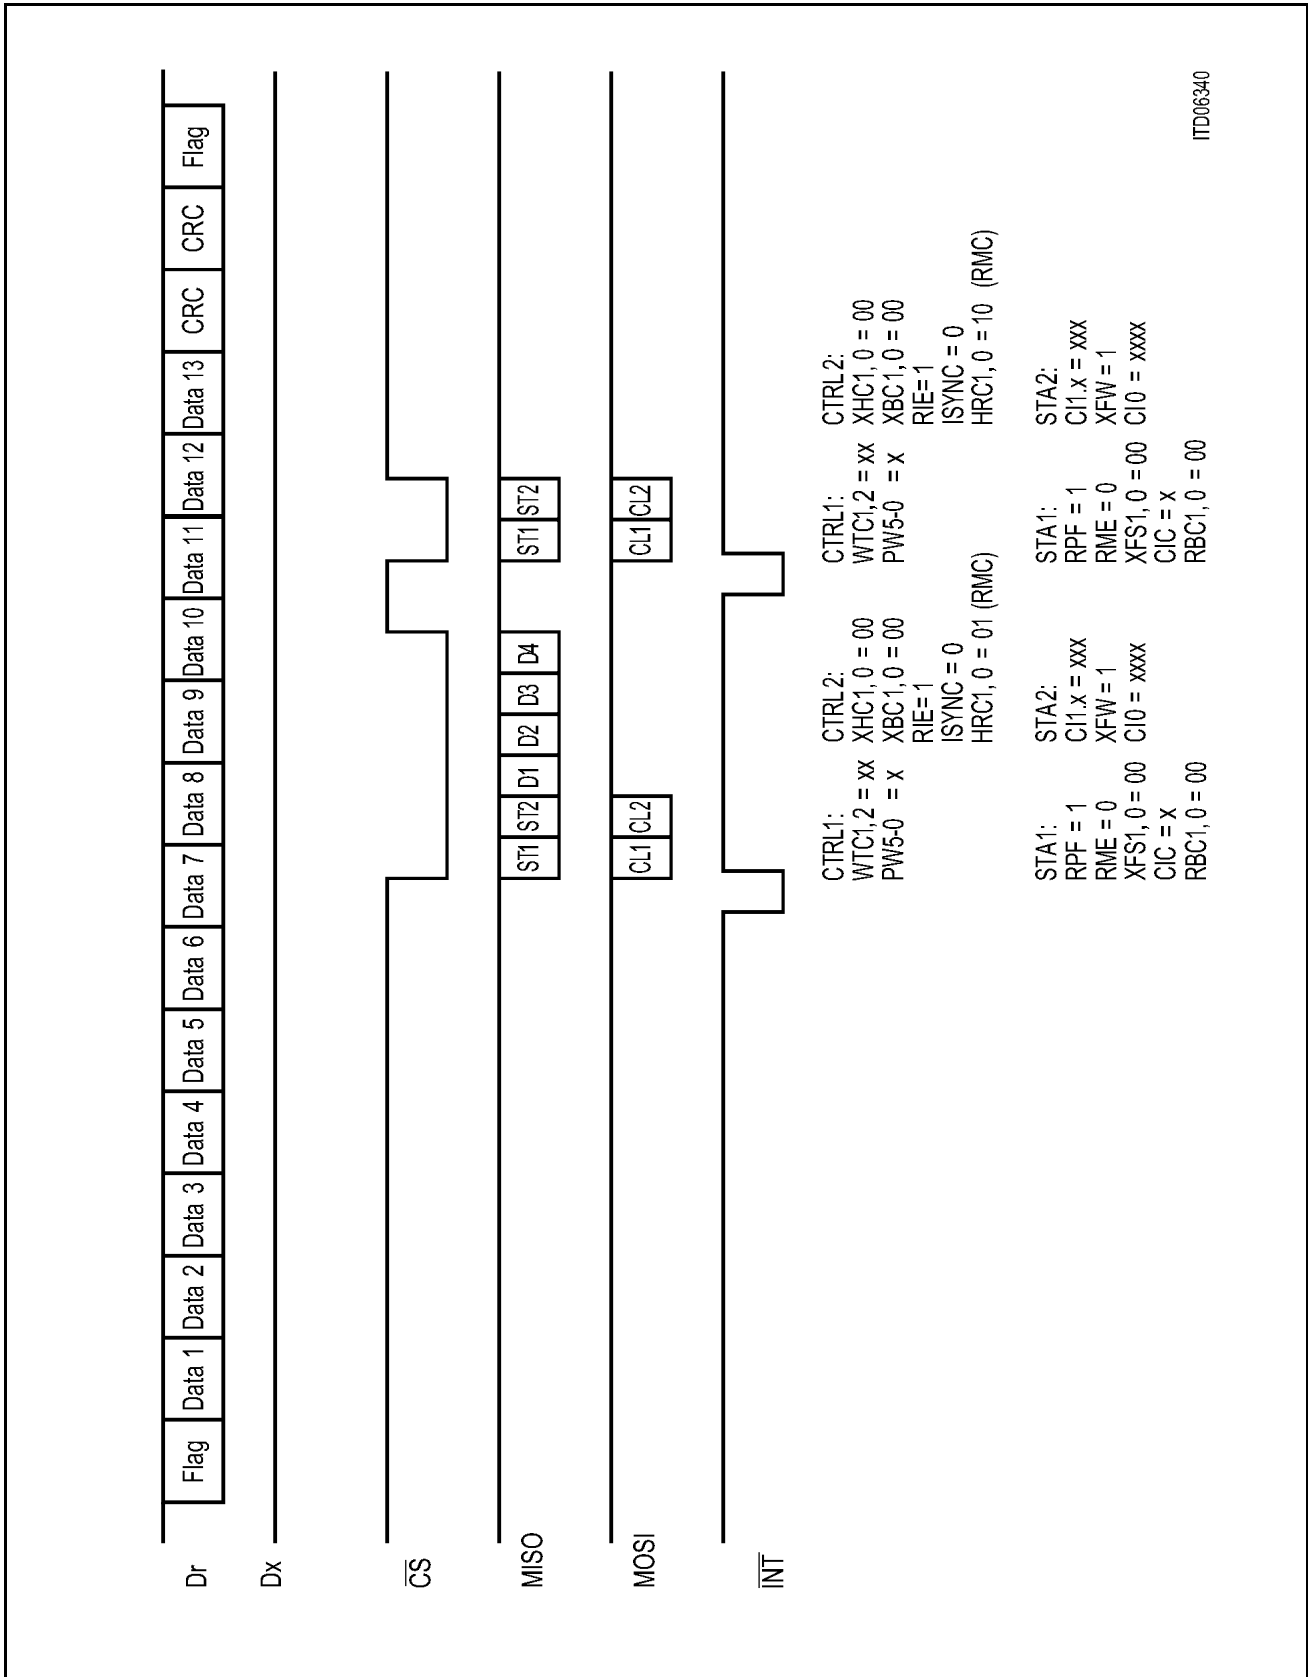 Dr
Flag Data 1 Data 2 Data 3 Data 4 Data 5 Data 6 Data 7 Data 8 Data 9 Data 10 Data 11 Data 12 Data 13 CRC CRC Flag
Dx
CS
MISO
ST1 ST2 D1 D2 D3 D4 ST1 ST2
MOSI
CL1 CL2 CL1 CL2
INT
CTRL1:
WTC1,2 = xx
PW5-0 = x
CTRL2:
XHC1, 0 = 00
XBC1, 0 = 00
RIE= 1
ISYNC = 0
HRC1, 0 = 01 (RMC)
CTRL1:
WTC1,2 = xx
PW5-0 = x
CTRL2:
XHC1, 0 = 00
XBC1, 0 = 00
RIE= 1
ISYNC = 0
HRC1, 0 = 10 (RMC)
STA1:
RPF = 1
RME = 0
XFS1, 0 = 00
CIC = x
RBC1, 0 = 00
STA2:
CI1.x = xxx
XFW = 1
CI0 = xxxx
STA1:
RPF = 1
RME = 0
XFS1, 0 = 00
CIC = x
RBC1, 0 = 00
STA2:
CI1.x = xxx
XFW = 1
CI0 = xxxx
ITD06340